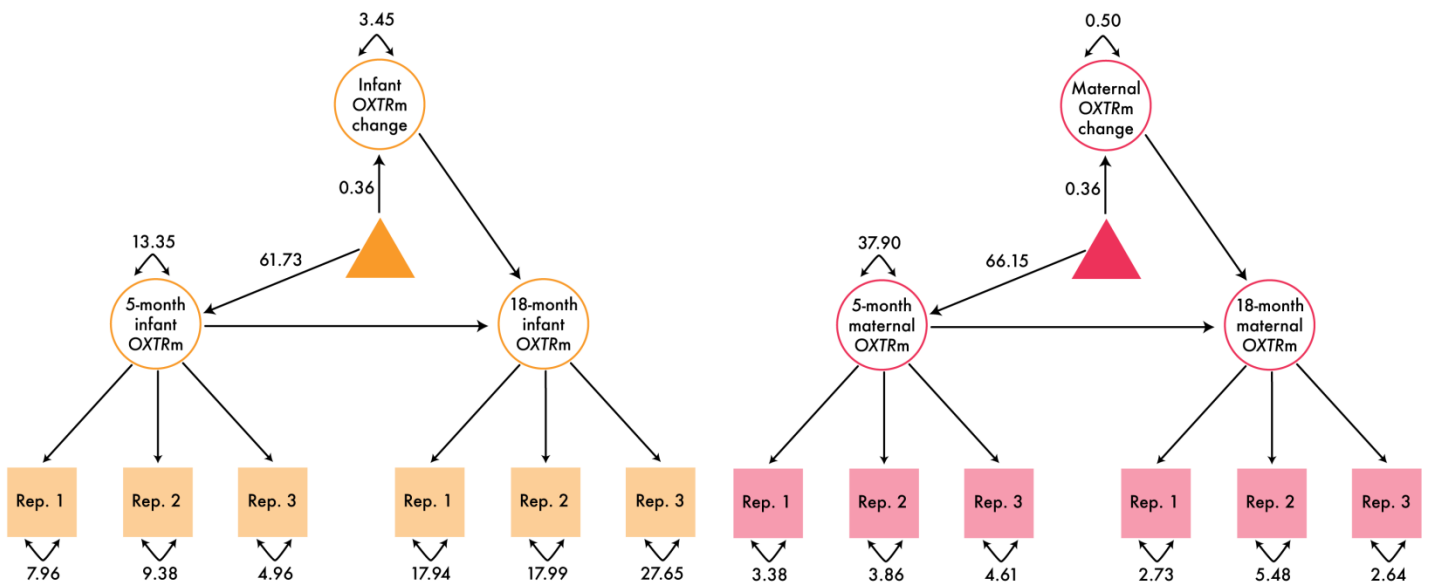 3.45
Infant
OXTRm
change
0.36
13.35
61.73
5-month
infant
OXTRm
18-month
infant
OXTRm
Rep. 1
Rep. 2
Rep. 3
Rep. 1
Rep. 2
Rep. 3
7.96
9.38
4.96
17.94
17.99
27.65
0.50
Maternal
OXTRm
change
0.36
37.90
66.15
5-month
maternal
OXTRm
18-month
maternal
OXTRm
Rep. 1
Rep. 2
Rep. 3
Rep. 1
Rep. 2
Rep. 3
3.38
3.86
4.61
2.73
5.48
2.64